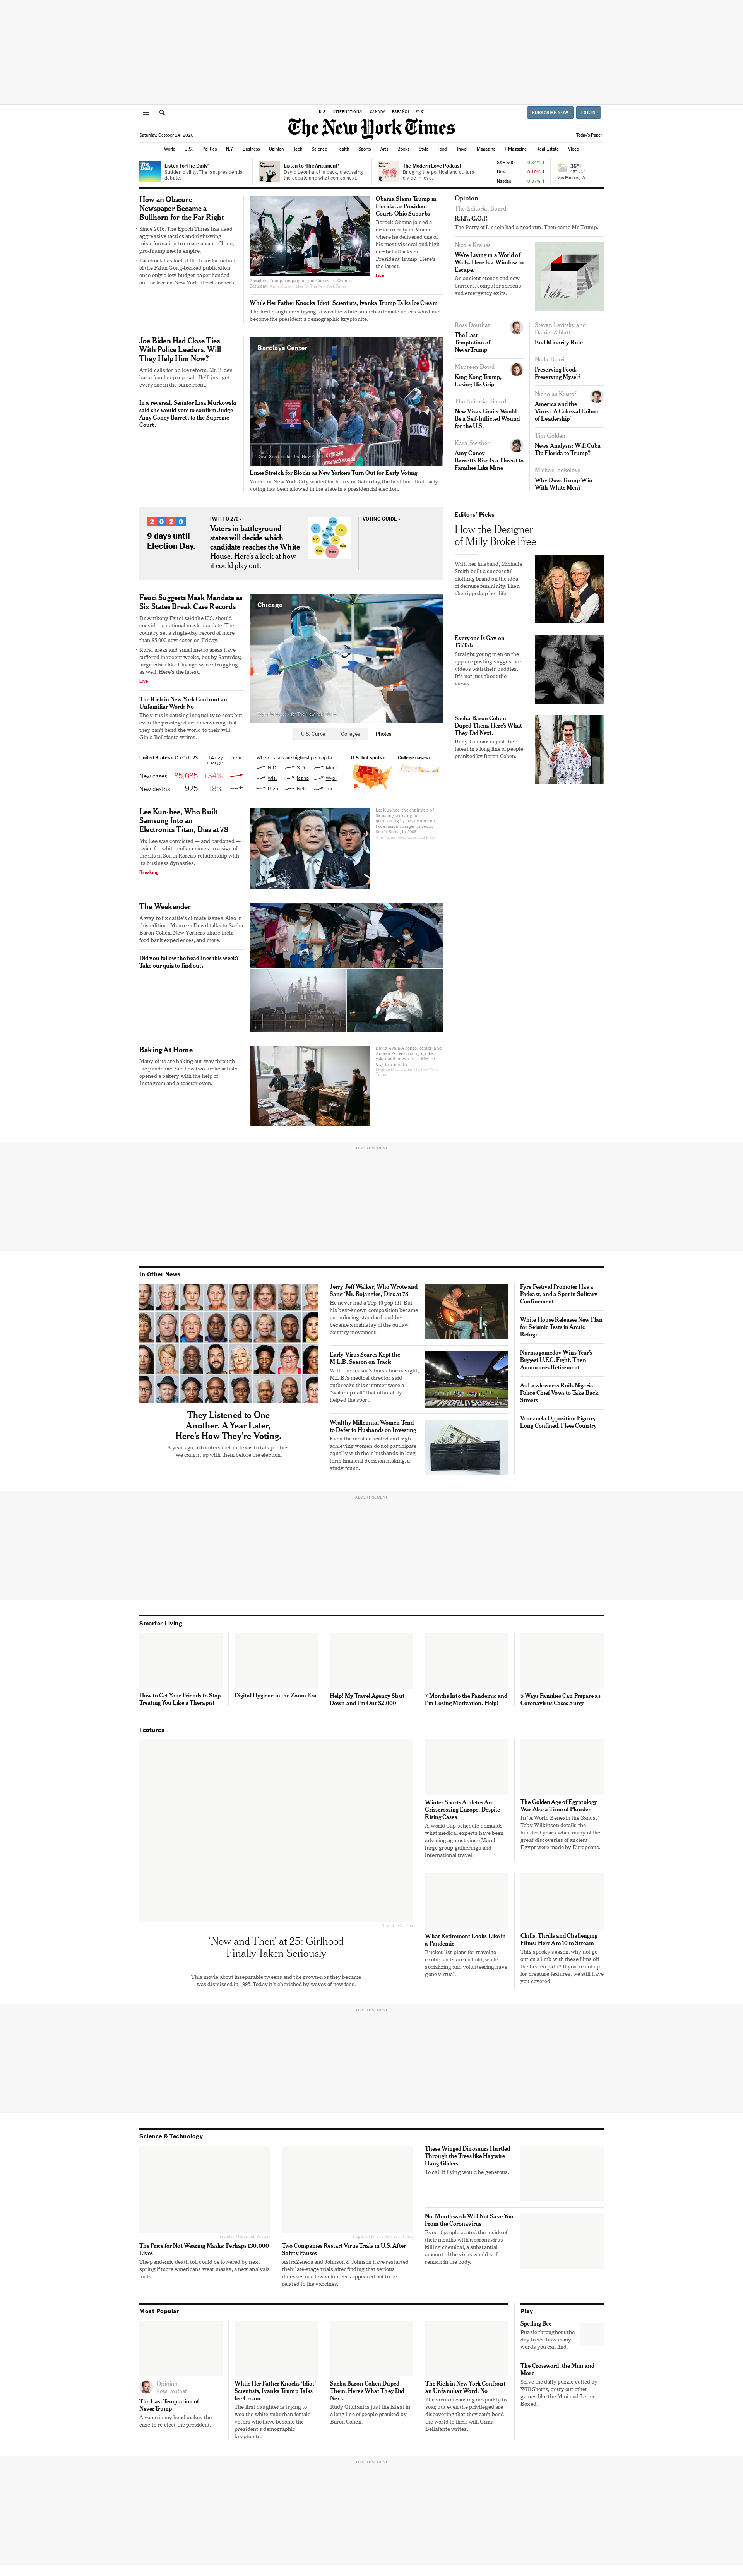 U.S. INTERNATIONAL CANADA ESPAÑOL 中文
SUBSCRIBE NOW
LOG IN
The New York Times
Saturday, October 24, 2020
Today's Paper
World U.S. Politics N.Y. Business Opinion Tech Science Health Sports Arts Books Style Food Travel Magazine T Magazine Real Estate Video
Listen to 'The Daily'
Sudden civility: The last presidential
debate.
Listen to 'The Argument'
David Leonhardt is back, discussing
the debate and what comes next.
The Modern Love Podcast
Bridging the political and cultural
divide in love.
S&P 500 +0.34% ↑
Dow -0.10% ↓
Nasdaq +0.37% ↑
36°F
Des Moines, IA
How an Obscure
Newspaper Became a
Bullhorn for the Far Right
Since 2016, The Epoch Times has used
aggressive tactics and right-wing
misinformation to create an anti-China,
pro-Trump media empire.
Facebook has fueled the transformation
of the Falun Gong-backed publication,
once only a low-budget paper handed
out for free on New York street corners.
President Trump campaigning in Circleville, Ohio, on
Saturday.
Obama Slams Trump in
Florida, as President
Courts Ohio Suburbs
Barack Obama joined a
drive-in rally in Miami,
where he delivered one of
his most visceral and high-
decibel attacks on
President Trump. Here's
the latest.
Live
While Her Father Knocks 'Idiot' Scientists, Ivanka Trump Talks Ice Cream
The first daughter is trying to woo the white suburban female voters who have
become the president's demographic kryptonite.
Joe Biden Had Close Ties
With Police Leaders. Will
They Help Him Now?
Amid calls for police reform, Mr. Biden
has a familiar proposal: He'll just get
everyone in the same room.
In a reversal, Senator Lisa Murkowski
said she would vote to confirm Judge
Amy Coney Barrett to the Supreme
Court.
Barclays Center
Lines Stretch for Blocks as New Yorkers Turn Out for Early Voting
Voters in New York City waited for hours on Saturday, the first time that early
voting has been allowed in the state in a presidential election.
2020
9 days until
Election Day.
PATH TO 270 ›
Voters in battleground
states will decide which
candidate reaches the White
House. Here's a look at how
it could play out.
VOTING GUIDE ›
Fauci Suggests Mask Mandate as
Six States Break Case Records
Dr. Anthony Fauci said the U.S. should
consider a national mask mandate. The
country set a single-day record of more
than 85,000 new cases on Friday.
Rural areas and small metro areas have
suffered in recent weeks, but by Saturday,
large cities like Chicago were struggling
as well. Here's the latest.
Live
The Rich in New York Confront an
Unfamiliar Word: No
The virus is causing inequality to soar, but
even the privileged are discovering that
they can't bend the world to their will,
Ginia Bellafante writes.
Chicago
U.S. Curve
Colleges
Photos
United States › On Oct. 23 14-day
change Trend
New cases 85,085 +34%
New deaths 925 +8%
Where cases are highest per capita
N.D. S.D. Mont.
Wis. Idaho Wyo.
Utah Neb. Tenn.
U.S. hot spots ›
College cases ›
Lee Kun-hee, Who Built
Samsung Into an
Electronics Titan, Dies at 78
Mr. Lee was convicted — and pardoned —
twice for white-collar crimes, in a sign of
the ills in South Korea's relationship with
its business dynasties.
Breaking
Lee Kun-hee, the chairman of
Samsung, arriving for
questioning by prosecutors on
tax-evasion charges in Seoul,
South Korea, in 2008.
The Weekender
A way to fix cattle's climate issues. Also in
this edition: Maureen Dowd talks to Sacha
Baron Cohen, New Yorkers share their
food bank experiences, and more.
Did you follow the headlines this week?
Take our quiz to find out.
Baking At Home
Many of us are baking our way through
the pandemic. See how two broke artists
opened a bakery with the help of
Instagram and a toaster oven.
Opinion
The Editorial Board
R.I.P., G.O.P.
The Party of Lincoln had a good run. Then came Mr. Trump.
Nicole Krauss
We're Living in a World of
Walls. Here Is a Window to
Escape.
On ancient stones and new
barriers, computer screens
and emergency exits.
Ross Douthat
The Last
Temptation of
NeverTrump
Maureen Dowd
King Kong Trump,
Losing His Grip
The Editorial Board
New Visas Limits Would
Be a Self-Inflicted Wound
for the U.S.
Kara Swisher
Amy Coney
Barrett's Rise Is a Threat to
Families Like Mine
Steven Levitsky and
Daniel Ziblatt
End Minority Rule
Nada Bakri
Preserving Food,
Preserving Myself
Nicholas Kristof
America and the
Virus: 'A Colossal Failure
of Leadership'
Tim Golden
News Analysis: Will Cuba
Tip Florida to Trump?
Michael Sokolove
Why Does Trump Win
With White Men?
Editors' Picks
How the Designer
of Milly Broke Free
With her husband, Michelle
Smith built a successful
clothing brand on the idea
of demure femininity. Then
she ripped up her life.
Everyone Is Gay on
TikTok
Straight young men on the
app are posting suggestive
videos with their buddies.
It's not just about the
views.
Sacha Baron Cohen
Duped Them. Here's What
They Did Next.
Rudy Giuliani is just the
latest in a long line of people
pranked by Baron Cohen.
ADVERTISEMENT
In Other News
They Listened to One
Another. A Year Later,
Here's How They're Voting.
A year ago, 526 voters met in Texas to talk politics.
We caught up with them before the election.
Jerry Jeff Walker, Who Wrote and
Sang 'Mr. Bojangles,' Dies at 78
He never had a Top 40 pop hit. But
his best-known composition became
an enduring standard, and he
became a mainstay of the outlaw
country movement.
Early Virus Scares Kept the
M.L.B. Season on Track
With the season's finish line in sight,
M.L.B.'s medical director said
outbreaks this summer were a
"wake-up call" that ultimately
helped the sport.
Wealthy Millennial Women Tend
to Defer to Husbands on Investing
Even the most educated and high-
achieving women do not participate
equally with their husbands in long-
term financial decision making, a
study found.
Fyre Festival Promoter Has a
Podcast, and a Spot in Solitary
Confinement
White House Releases New Plan
for Seismic Tests in Arctic
Refuge
Nurmagomedov Wins Year's
Biggest U.F.C. Fight, Then
Announces Retirement
As Lawlessness Roils Nigeria,
Police Chief Vows to Take Back
Streets
Venezuela Opposition Figure,
Long Confined, Flees Country
ADVERTISEMENT
Smarter Living
How to Get Your Friends to Stop
Treating You Like a Therapist
Digital Hygiene in the Zoom Era
Help! My Travel Agency Shut
Down and I'm Out $2,000
7 Months Into the Pandemic and
I'm Losing Motivation. Help!
5 Ways Families Can Prepare as
Coronavirus Cases Surge
Features
'Now and Then' at 25: Girlhood
Finally Taken Seriously
This movie about inseparable tweens and the grown-ups they became
was dismissed in 1995. Today it's cherished by waves of new fans.
Winter Sports Athletes Are
Crisscrossing Europe, Despite
Rising Cases
A World Cup schedule demands
what medical experts have been
advising against since March —
large group gatherings and
international travel.
The Golden Age of Egyptology
Was Also a Time of Plunder
In "A World Beneath the Sands,"
Toby Wilkinson details the
hundred years when many of the
great discoveries of ancient
Egypt were made by Europeans.
What Retirement Looks Like in
a Pandemic
Bucket-list plans for travel to
exotic lands are on hold, while
socializing and volunteering have
gone virtual.
Chills, Thrills and Challenging
Films: Here Are 10 to Stream
This spooky season, why not go
out on a limb with these films off
the beaten path? If you're not up
for creature features, we still have
you covered.
ADVERTISEMENT
Science & Technology
The Price for Not Wearing Masks: Perhaps 130,000
Lives
The pandemic death toll could be lowered by next
spring if more Americans wear masks, a new analysis
finds.
Two Companies Restart Virus Trials in U.S. After
Safety Pauses
AstraZeneca and Johnson & Johnson have restarted
their late-stage trials after finding that serious
illnesses in a few volunteers appeared not to be
related to the vaccines.
These Winged Dinosaurs Hurtled
Through the Trees like Haywire
Hang Gliders
To call it flying would be generous.
No, Mouthwash Will Not Save You
From the Coronavirus
Even if people coated the inside of
their mouths with a coronavirus-
killing chemical, a substantial
amount of the virus would still
remain in the body.
Most Popular
Opinion
Ross Douthat
The Last Temptation of
NeverTrump
A voice in my head makes the
case to re-elect the president.
While Her Father Knocks 'Idiot'
Scientists, Ivanka Trump Talks
Ice Cream
The first daughter is trying to
woo the white suburban female
voters who have become the
president's demographic
kryptonite.
Sacha Baron Cohen Duped
Them. Here's What They Did
Next.
Rudy Giuliani is just the latest in
a long line of people pranked by
Baron Cohen.
The Rich in New York Confront
an Unfamiliar Word: No
The virus is causing inequality to
soar, but even the privileged are
discovering that they can't bend
the world to their will, Ginia
Bellafante writes.
Play
Spelling Bee
Puzzle throughout the
day to see how many
words you can find.
The Crossword, the Mini and
More
Solve the daily puzzle edited by
Will Shortz, or try out other
games like the Mini and Letter
Boxed.
ADVERTISEMENT